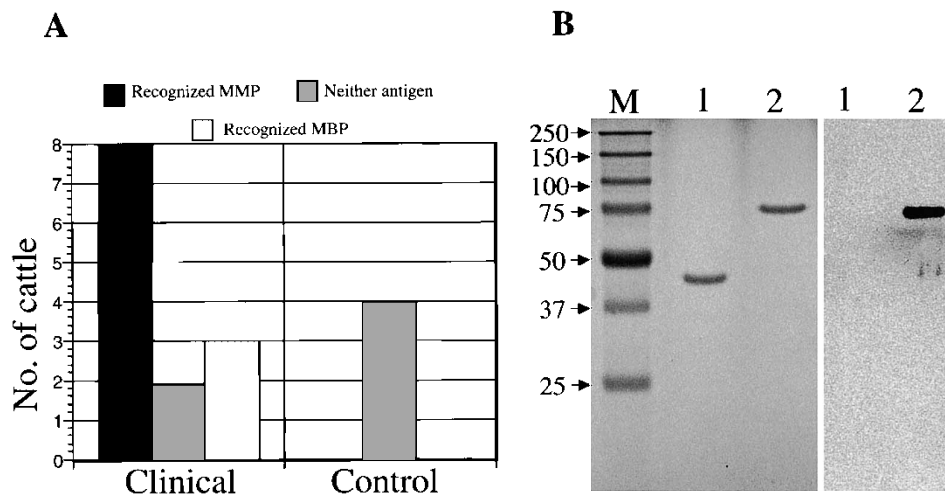 A
Recognized MMP
Neither antigen
Recognized MBP
No. of cattle
8
7
6
5
4
3
2
1
0
Clinical
Control
B
M 1 2 1 2
250
150
100
75
50
37
25